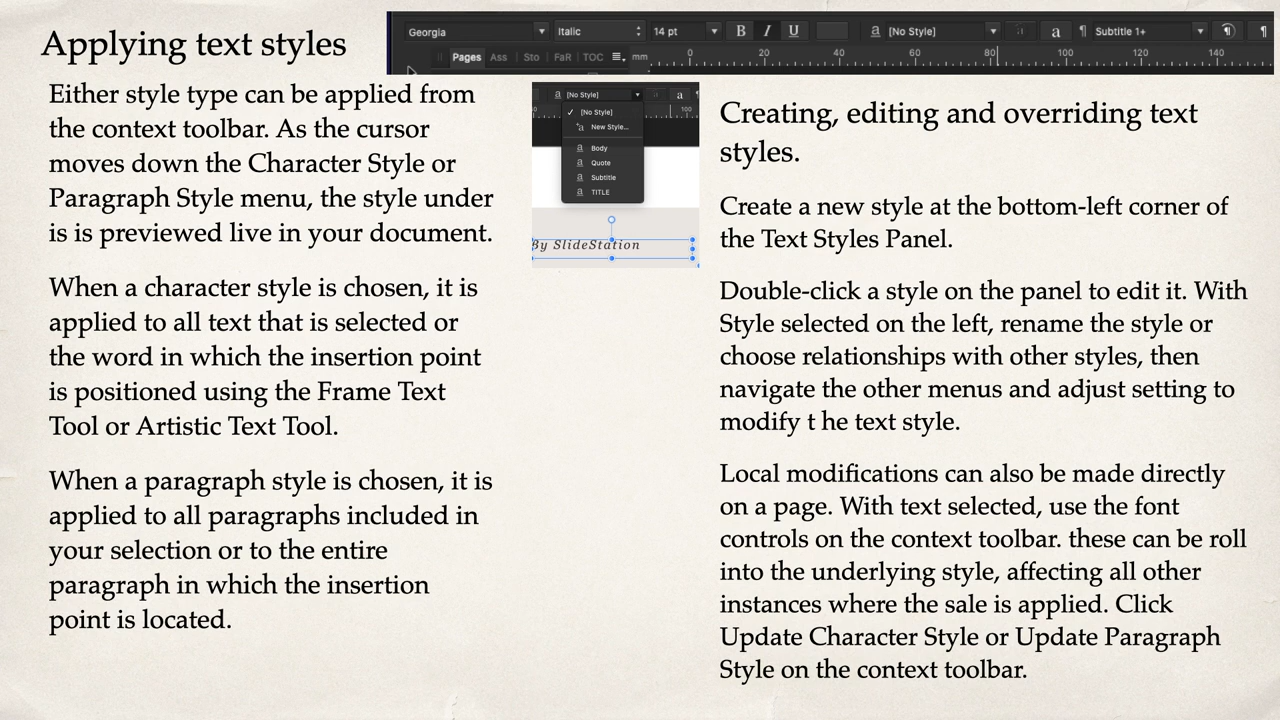 Applying text styles
Georgia Italic 14 pt B I U a [No Style] a ¶ Subtitle 1+ ¶ ¶
Pages Ass Sto FaR TOC mm 0 20 40 60 80 100 120 140
Either style type can be applied from
the context toolbar. As the cursor
moves down the Character Style or
Paragraph Style menu, the style under
is is previewed live in your document.
When a character style is chosen, it is
applied to all text that is selected or
the word in which the insertion point
is positioned using the Frame Text
Tool or Artistic Text Tool.
When a paragraph style is chosen, it is
applied to all paragraphs included in
your selection or to the entire
paragraph in which the insertion
point is located.
a [No Style] a
100
✓ [No Style]
a New Style...
a Body
a Quote
a Subtitle
a TITLE
By SlideStation
Creating, editing and overriding text
styles.
Create a new style at the bottom-left corner of
the Text Styles Panel.
Double-click a style on the panel to edit it. With
Style selected on the left, rename the style or
choose relationships with other styles, then
navigate the other menus and adjust setting to
modify t he text style.
Local modifications can also be made directly
on a page. With text selected, use the font
controls on the context toolbar. these can be roll
into the underlying style, affecting all other
instances where the sale is applied. Click
Update Character Style or Update Paragraph
Style on the context toolbar.